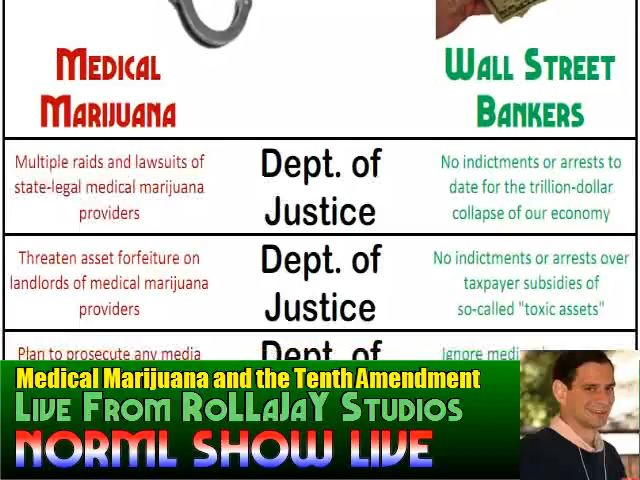 MEDICAL
MARIJUANA
WALL STREET
BANKERS
Multiple raids and lawsuits of
state-legal medical marijuana
providers
Dept. of
Justice
No indictments or arrests to
date for the trillion-dollar
collapse of our economy
Threaten asset forfeiture on
landlords of medical marijuana
providers
Dept. of
Justice
No indictments or arrests over
taxpayer subsidies of
so-called "toxic assets"
Plan to prosecute any media
Dept. of
Ignore
Medical Marijuana and the Tenth Amendment
LIVE FROM ROLLAJAY STUDIOS
NORML SHOW LIVE